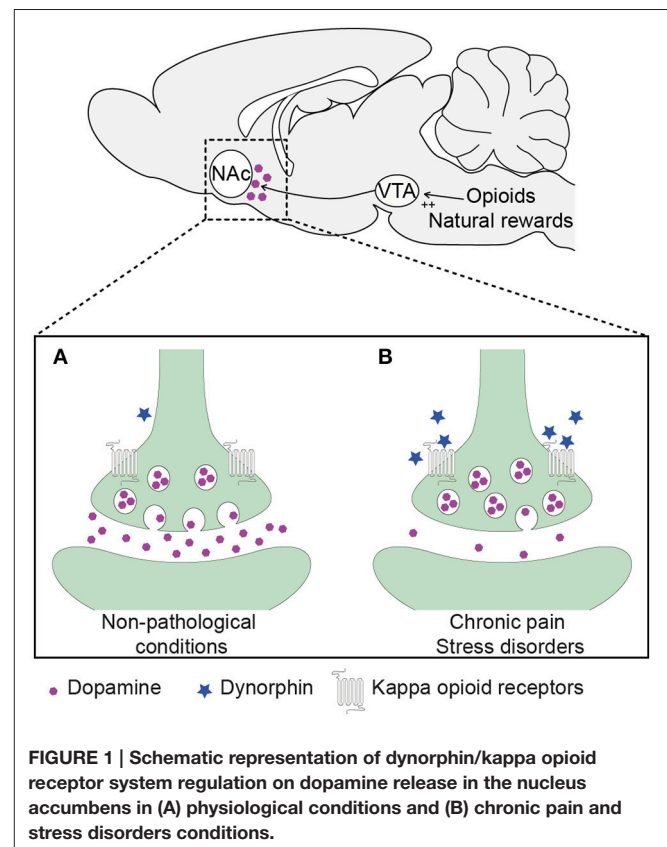 NAc
VTA
++
Opioids
Natural rewards
A
B
Non-pathological
conditions
Chronic pain
Stress disorders
Dopamine
Dynorphin
Kappa opioid receptors
FIGURE 1 | Schematic representation of dynorphin/kappa opioid
receptor system regulation on dopamine release in the nucleus
accumbens in (A) physiological conditions and (B) chronic pain and
stress disorders conditions.